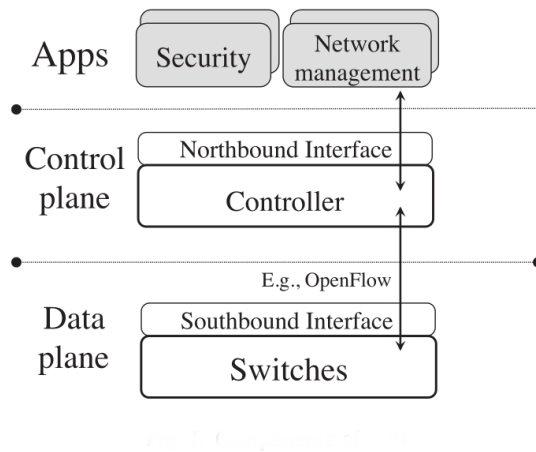 Apps
Security
Network
management
Control
plane
Northbound Interface
Controller
E.g., OpenFlow
Data
plane
Southbound Interface
Switches